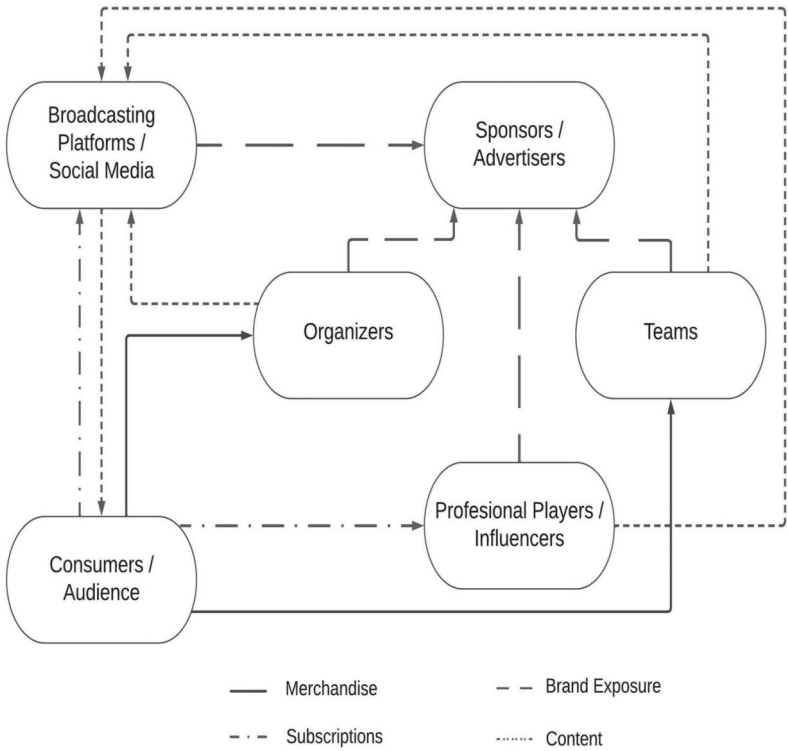 Broadcasting
Platforms /
Social Media
Sponsors /
Advertisers
Organizers
Teams
Profesional Players /
Influencers
Consumers /
Audience
Merchandise
Brand Exposure
Subscriptions
Content